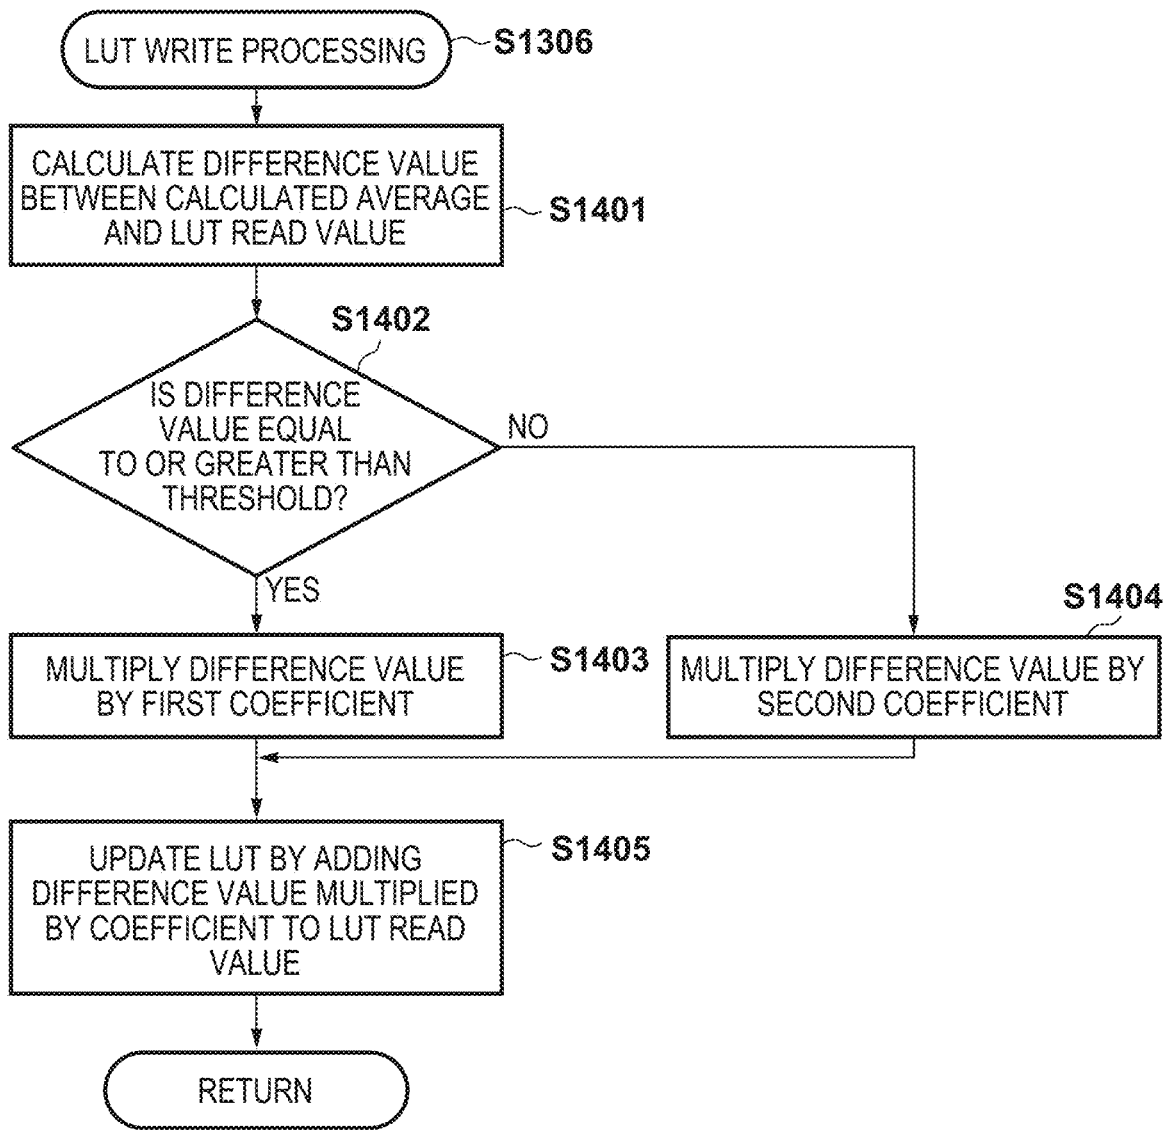 LUT WRITE PROCESSING
S1306
CALCULATE DIFFERENCE VALUE
BETWEEN CALCULATED AVERAGE
AND LUT READ VALUE
S1401
S1402
IS DIFFERENCE
VALUE EQUAL
TO OR GREATER THAN
THRESHOLD?
NO
YES
MULTIPLY DIFFERENCE VALUE
BY FIRST COEFFICIENT
S1403
S1404
MULTIPLY DIFFERENCE VALUE BY
SECOND COEFFICIENT
UPDATE LUT BY ADDING
DIFFERENCE VALUE MULTIPLIED
BY COEFFICIENT TO LUT READ
VALUE
S1405
RETURN